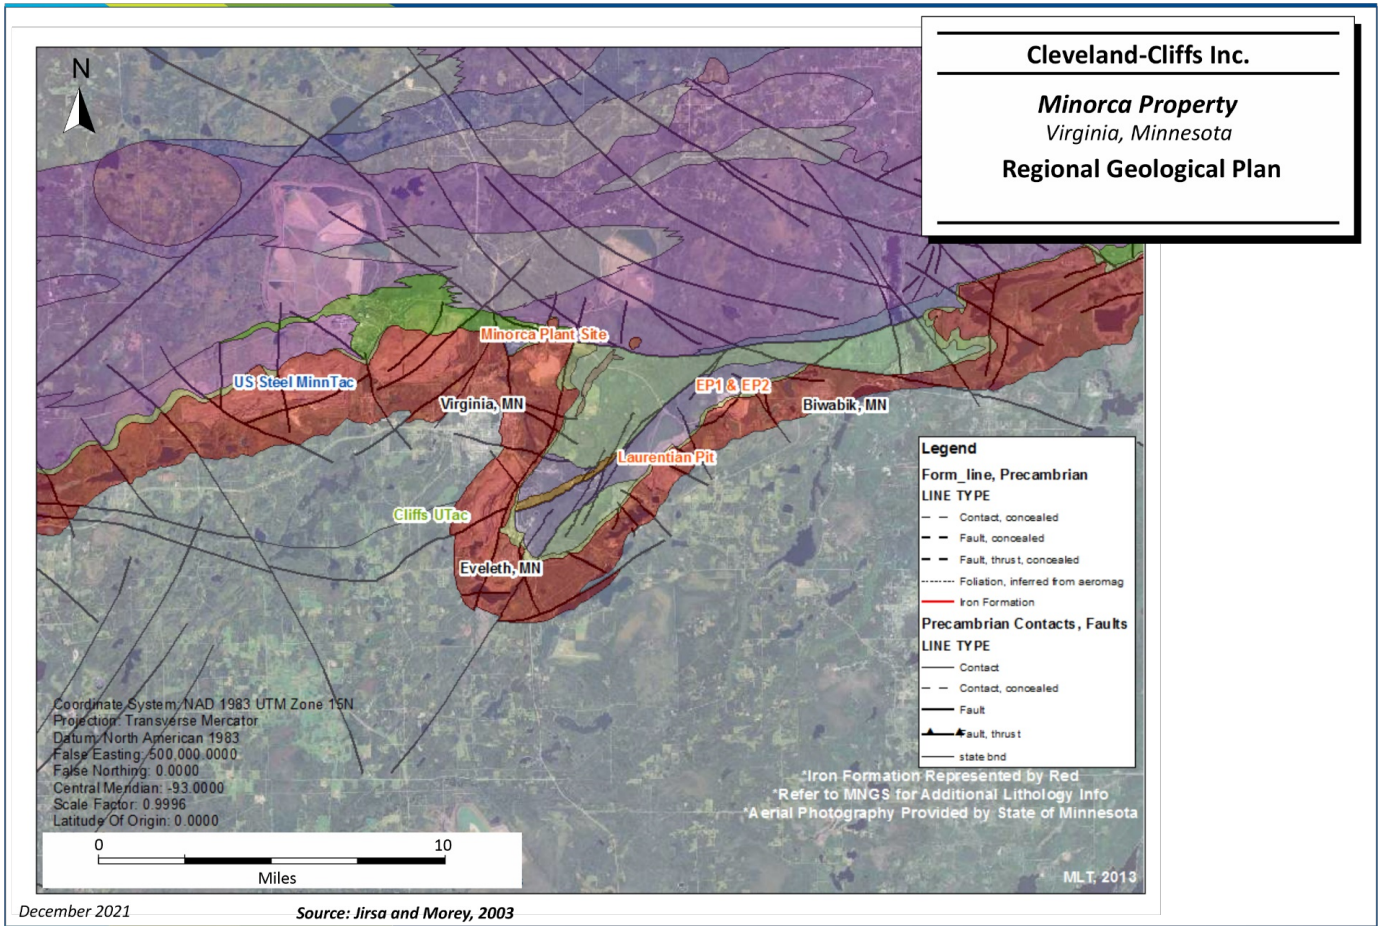 Cleveland-Cliffs Inc.
Minorca Property
Virginia, Minnesota
Regional Geological Plan
N
Minorca Plant Site
US Steel MinnTac
EP1 & EP2
Virginia, MN
Biwabik, MN
Laurentian Pit
Cliffs UTac
Eveleth, MN
Legend
Form_line, Precambrian
LINE TYPE
Contact, concealed
Fault, concealed
Fault, thrust, concealed
Foliation, inferred from aeromag
Iron Formation
Precambrian Contacts, Faults
LINE TYPE
Contact
Contact, concealed
Fault
Fault, thrust
state bnd
Coordinate System: NAD 1983 UTM Zone 15N
Projection: Transverse Mercator
Datum: North American 1983
False Easting: 500,000.0000
False Northing: 0.0000
Central Meridian: -93.0000
Scale Factor: 0.9996
Latitude Of Origin: 0.0000
*Iron Formation Represented by Red
*Refer to MNGS for Additional Lithology Info
*Aerial Photography Provided by State of Minnesota
0 10
Miles
MLT, 2013
December 2021
Source: Jirsa and Morey, 2003